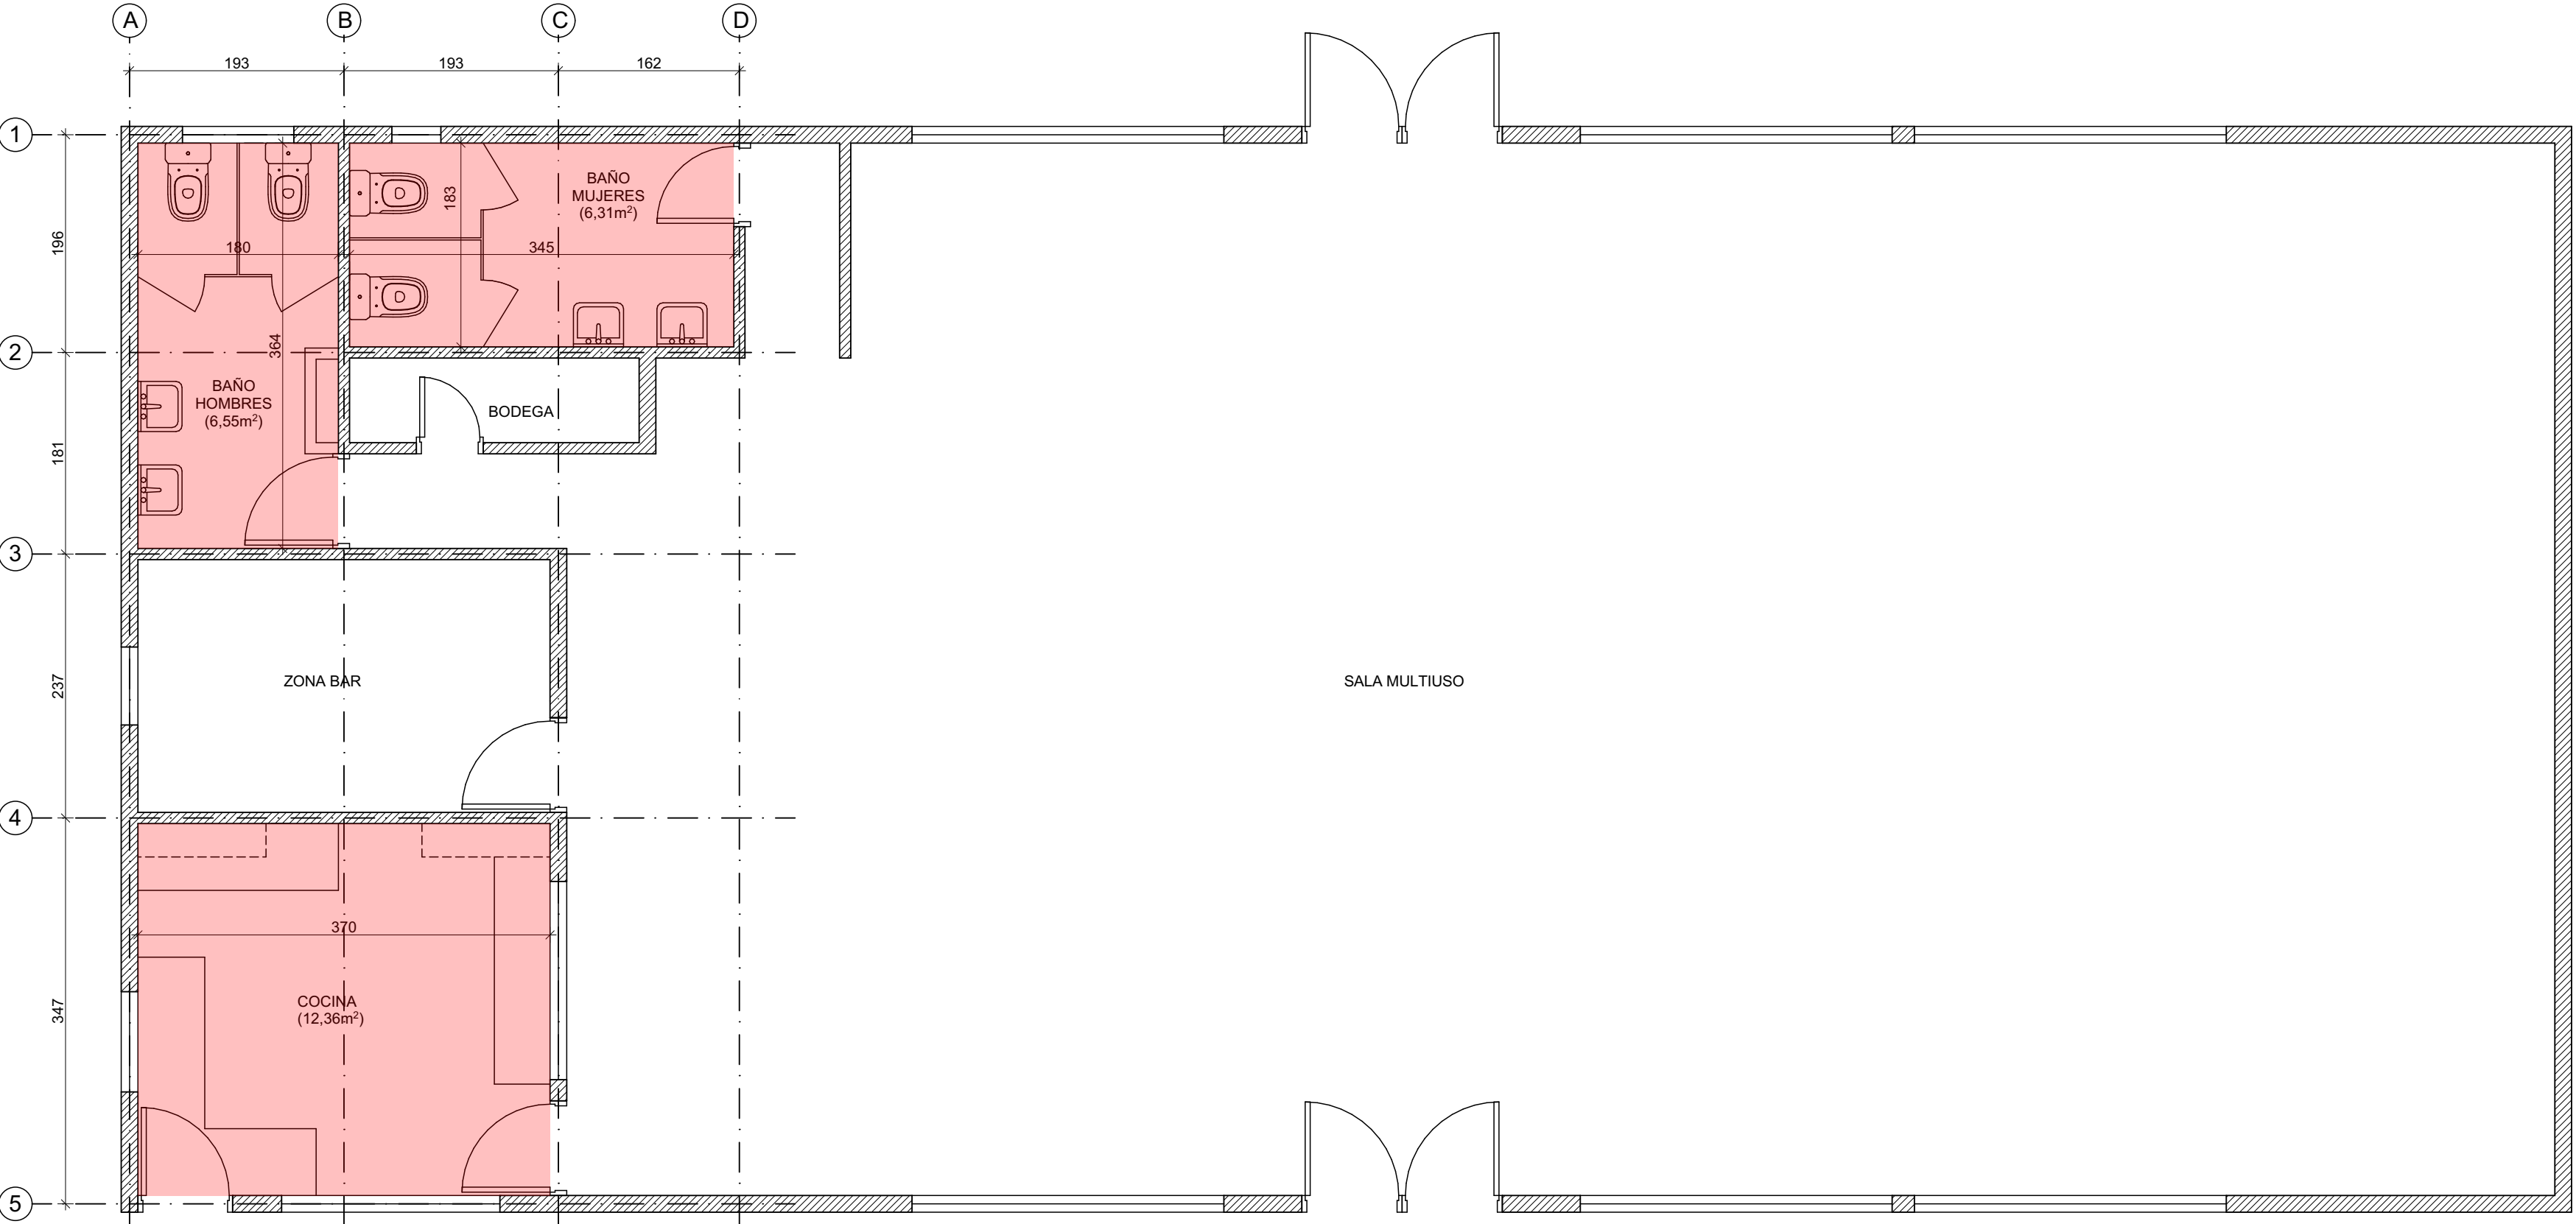 A B C D
193 193 162
1
BAÑO
MUJERES
(6,31m²)
183
196
180 345
364
2
BAÑO
HOMBRES
(6,55m²)
BODEGA
181
3
237
ZONA BAR
SALA MULTIUSO
4
370
COCINA
(12,36m²)
347
5